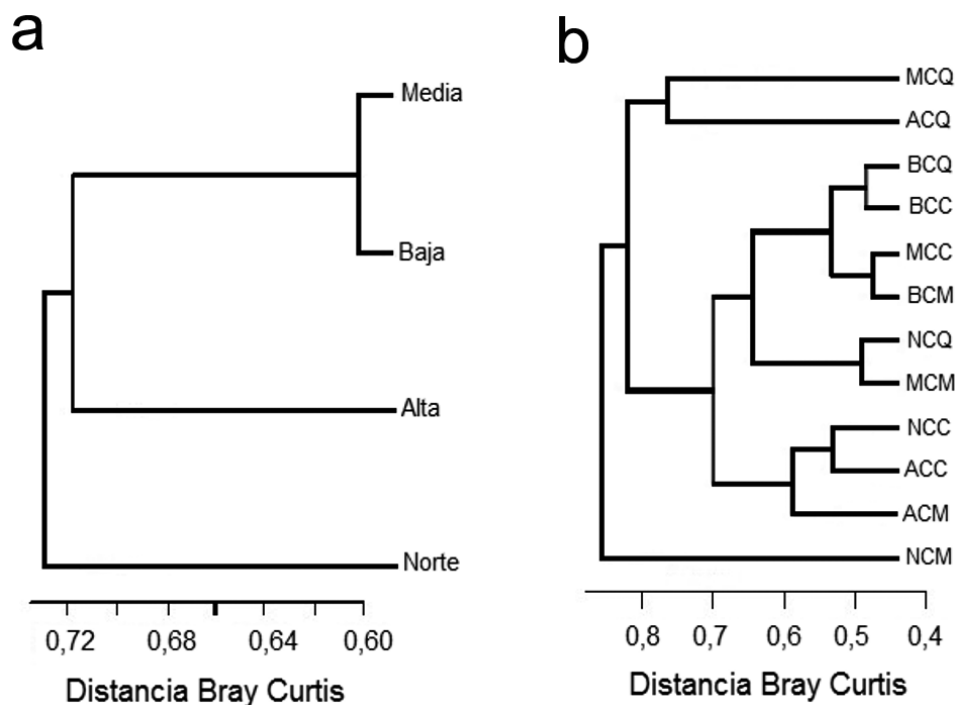 a
Media
Baja
Alta
Norte
0,72 0,68 0,64 0,60
Distancia Bray Curtis
b
MCQ
ACQ
BCQ
BCC
MCC
BCM
NCQ
MCM
NCC
ACC
ACM
NCM
0,8 0,7 0,6 0,5 0,4
Distancia Bray Curtis